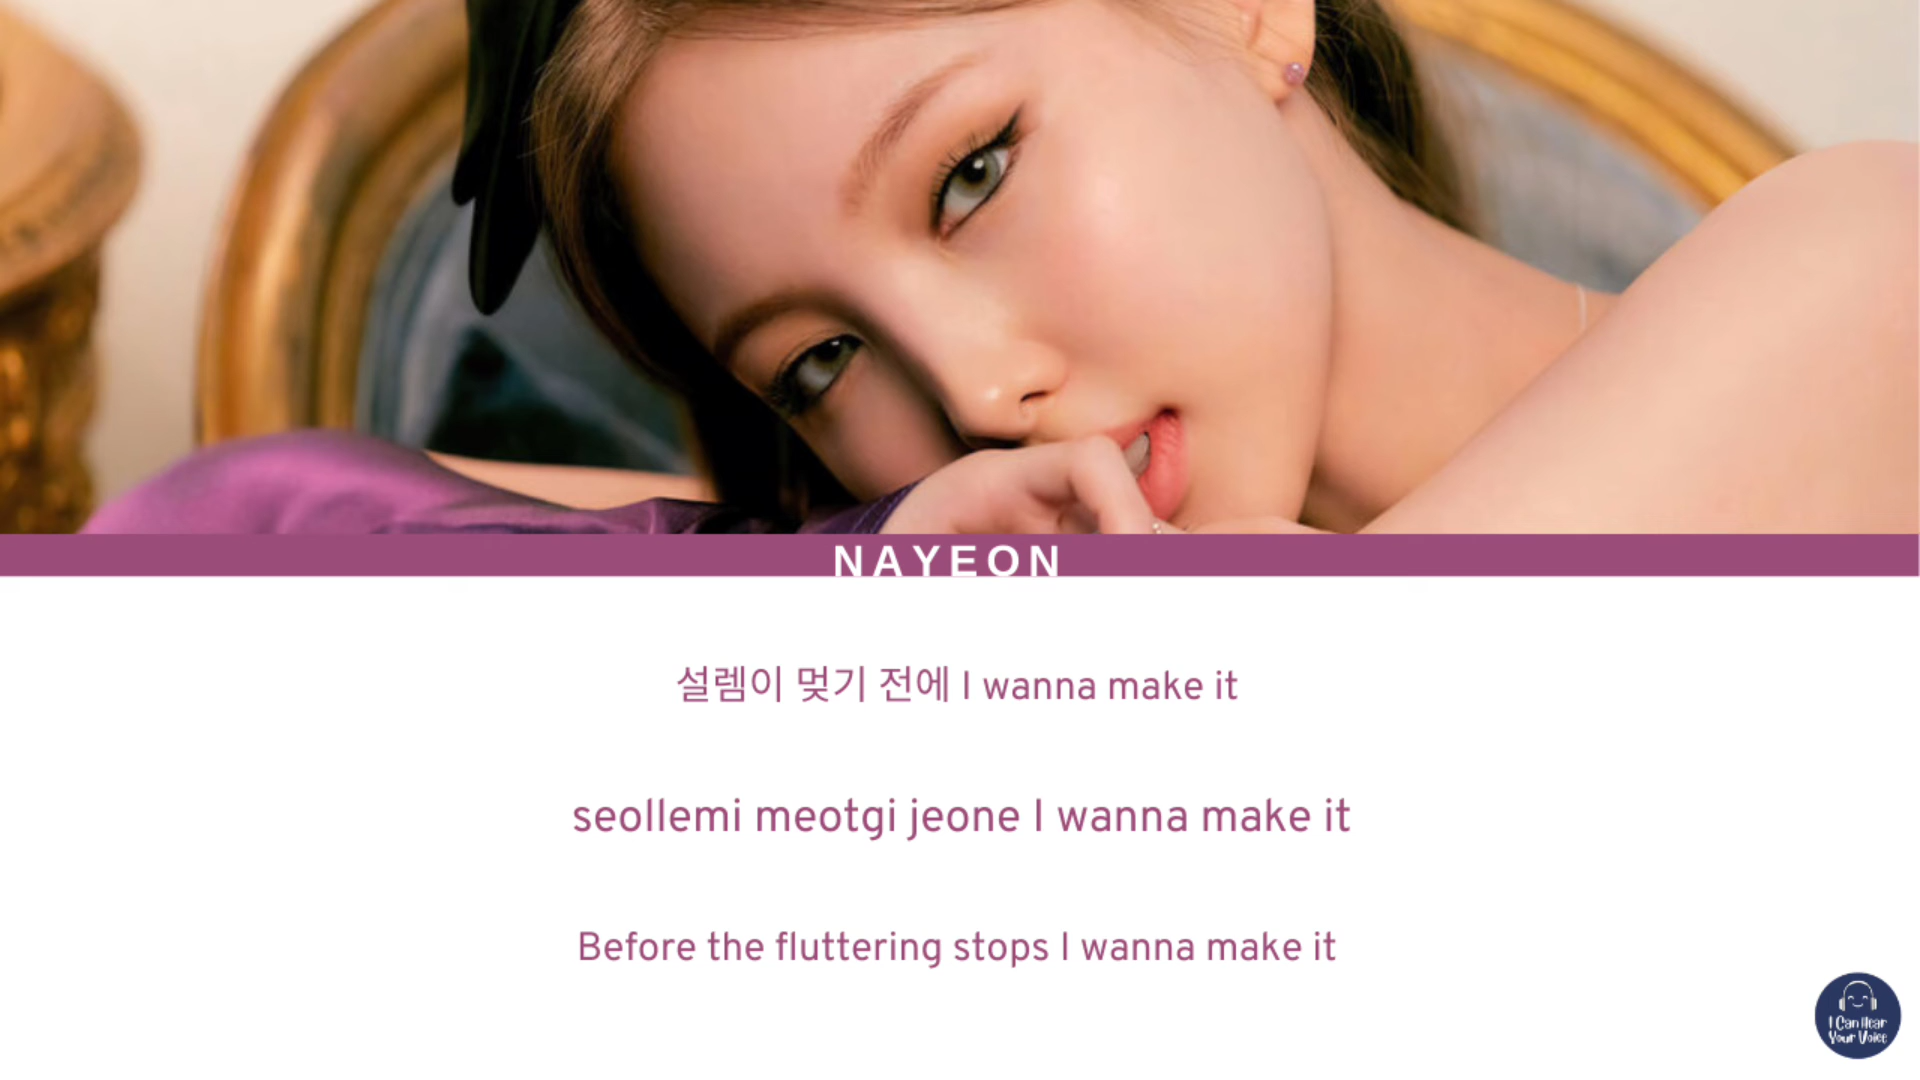 NAYEON
설렘이 멎기 전에 I wanna make it
seollemi meotgi jeone I wanna make it
Before the fluttering stops I wanna make it
I Can Hear
Your Voice